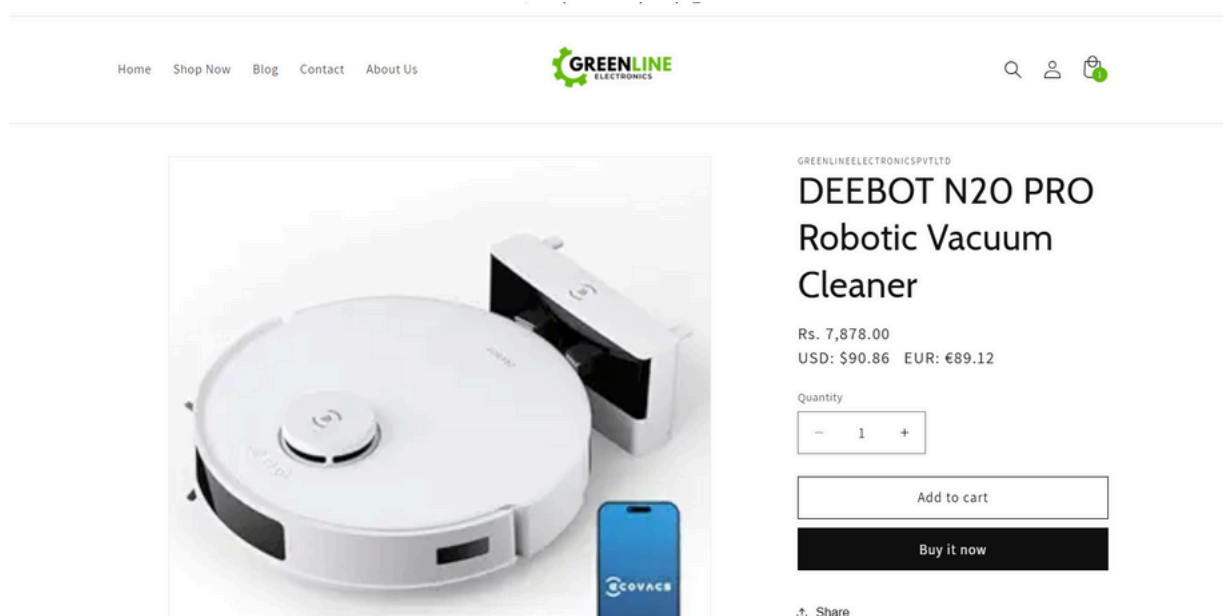 Home Shop Now Blog Contact About Us
GREENLINE
ELECTRONICS
1
GREENLINEELECTRONICSPVTLTD
DEEBOT N20 PRO
Robotic Vacuum
Cleaner
Rs. 7,878.00
USD: $90.86 EUR: €89.12
Quantity
− 1 +
Add to cart
Buy it now
Share
ECOVACS